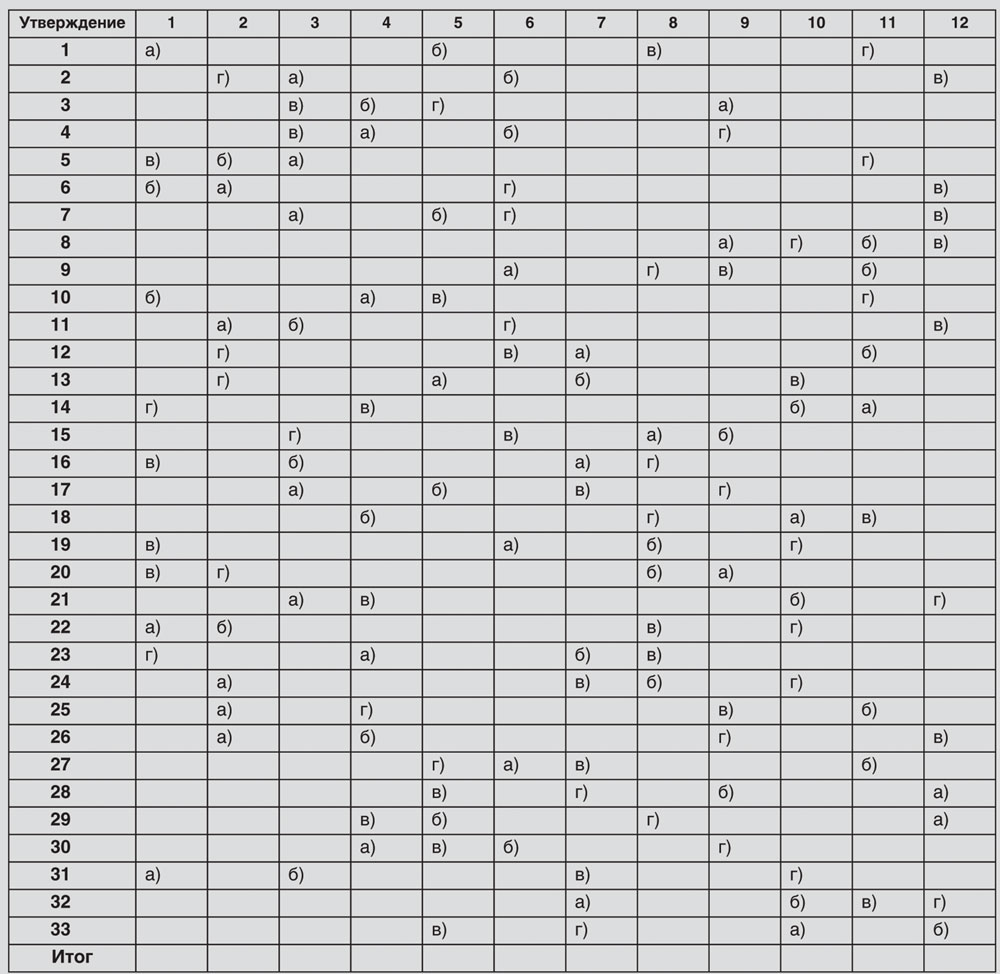 Утверждение 1 2 3 4 5 6 7 8 9 10 11 12
1 а) б) в) г)
2 г) а) б) в)
3 в) б) г) а)
4 в) а) б) г)
5 в) б) а) г)
6 б) а) г) в)
7 а) б) г) в)
8 а) г) б) в)
9 а) г) в) б)
10 б) а) в) г)
11 а) б) г) в)
12 г) в) а) б)
13 г) а) б) в)
14 г) в) б) а)
15 г) в) а) б)
16 в) б) а) г)
17 а) б) в) г)
18 б) г) а) в)
19 в) а) б) г)
20 в) г) б) а)
21 а) в) б) г)
22 а) б) в) г)
23 г) а) б) в)
24 а) в) б) г)
25 а) г) в) б)
26 а) б) г) в)
27 г) а) в) б)
28 в) г) б) а)
29 в) б) г) а)
30 а) в) б) г)
31 а) б) в) г)
32 а) б) в) г)
33 в) г) а) б)
Итог